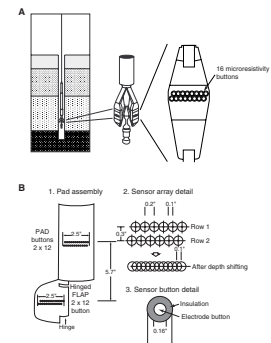 A
16 microresistivity
buttons
B
1. Pad assembly
2. Sensor array detail
0.2"
0.1"
PAD
buttons
2 x 12
2.5"
0.3"
Row 1
Row 2
0.1"
After depth shifting
5.7"
Hinged
FLAP
2 x 12
button
2.5"
Hinge
3. Sensor button detail
Insulation
Electrode button
0.16"